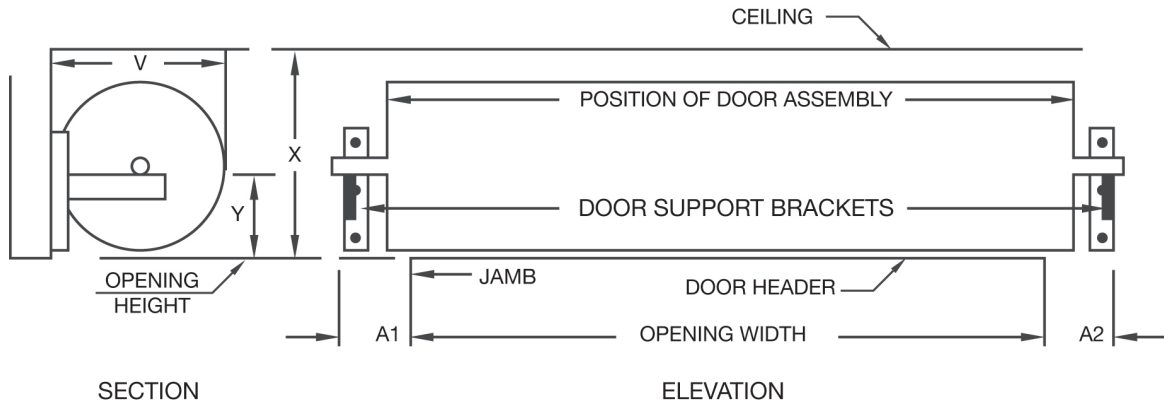 CEILING
V
POSITION OF DOOR ASSEMBLY
X
Y
DOOR SUPPORT BRACKETS
OPENING
HEIGHT
JAMB
DOOR HEADER
A1
OPENING WIDTH
A2
SECTION
ELEVATION